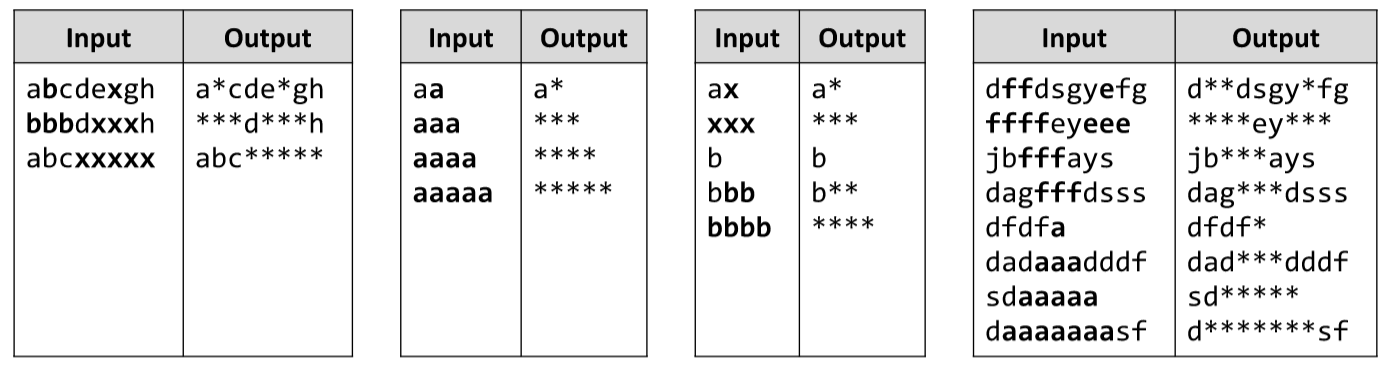 Input Output
abcdexgh a*cde*gh
bbbdxxxh ***d***h
abcxxxxx abc*****
Input Output
aa a*
aaa ***
aaaa ****
aaaaa *****
Input Output
ax a*
xxx ***
b b
bbb b**
bbbb ****
Input Output
dffdsgyefg d**dsgy*fg
ffffeyeee ****ey***
jbfffays jb***ays
dagfffdsss dag***dsss
dfdfa dfdf*
dadaaadddf dad***dddf
sdaaaaa sd*****
daaaaaaasf d*******sf